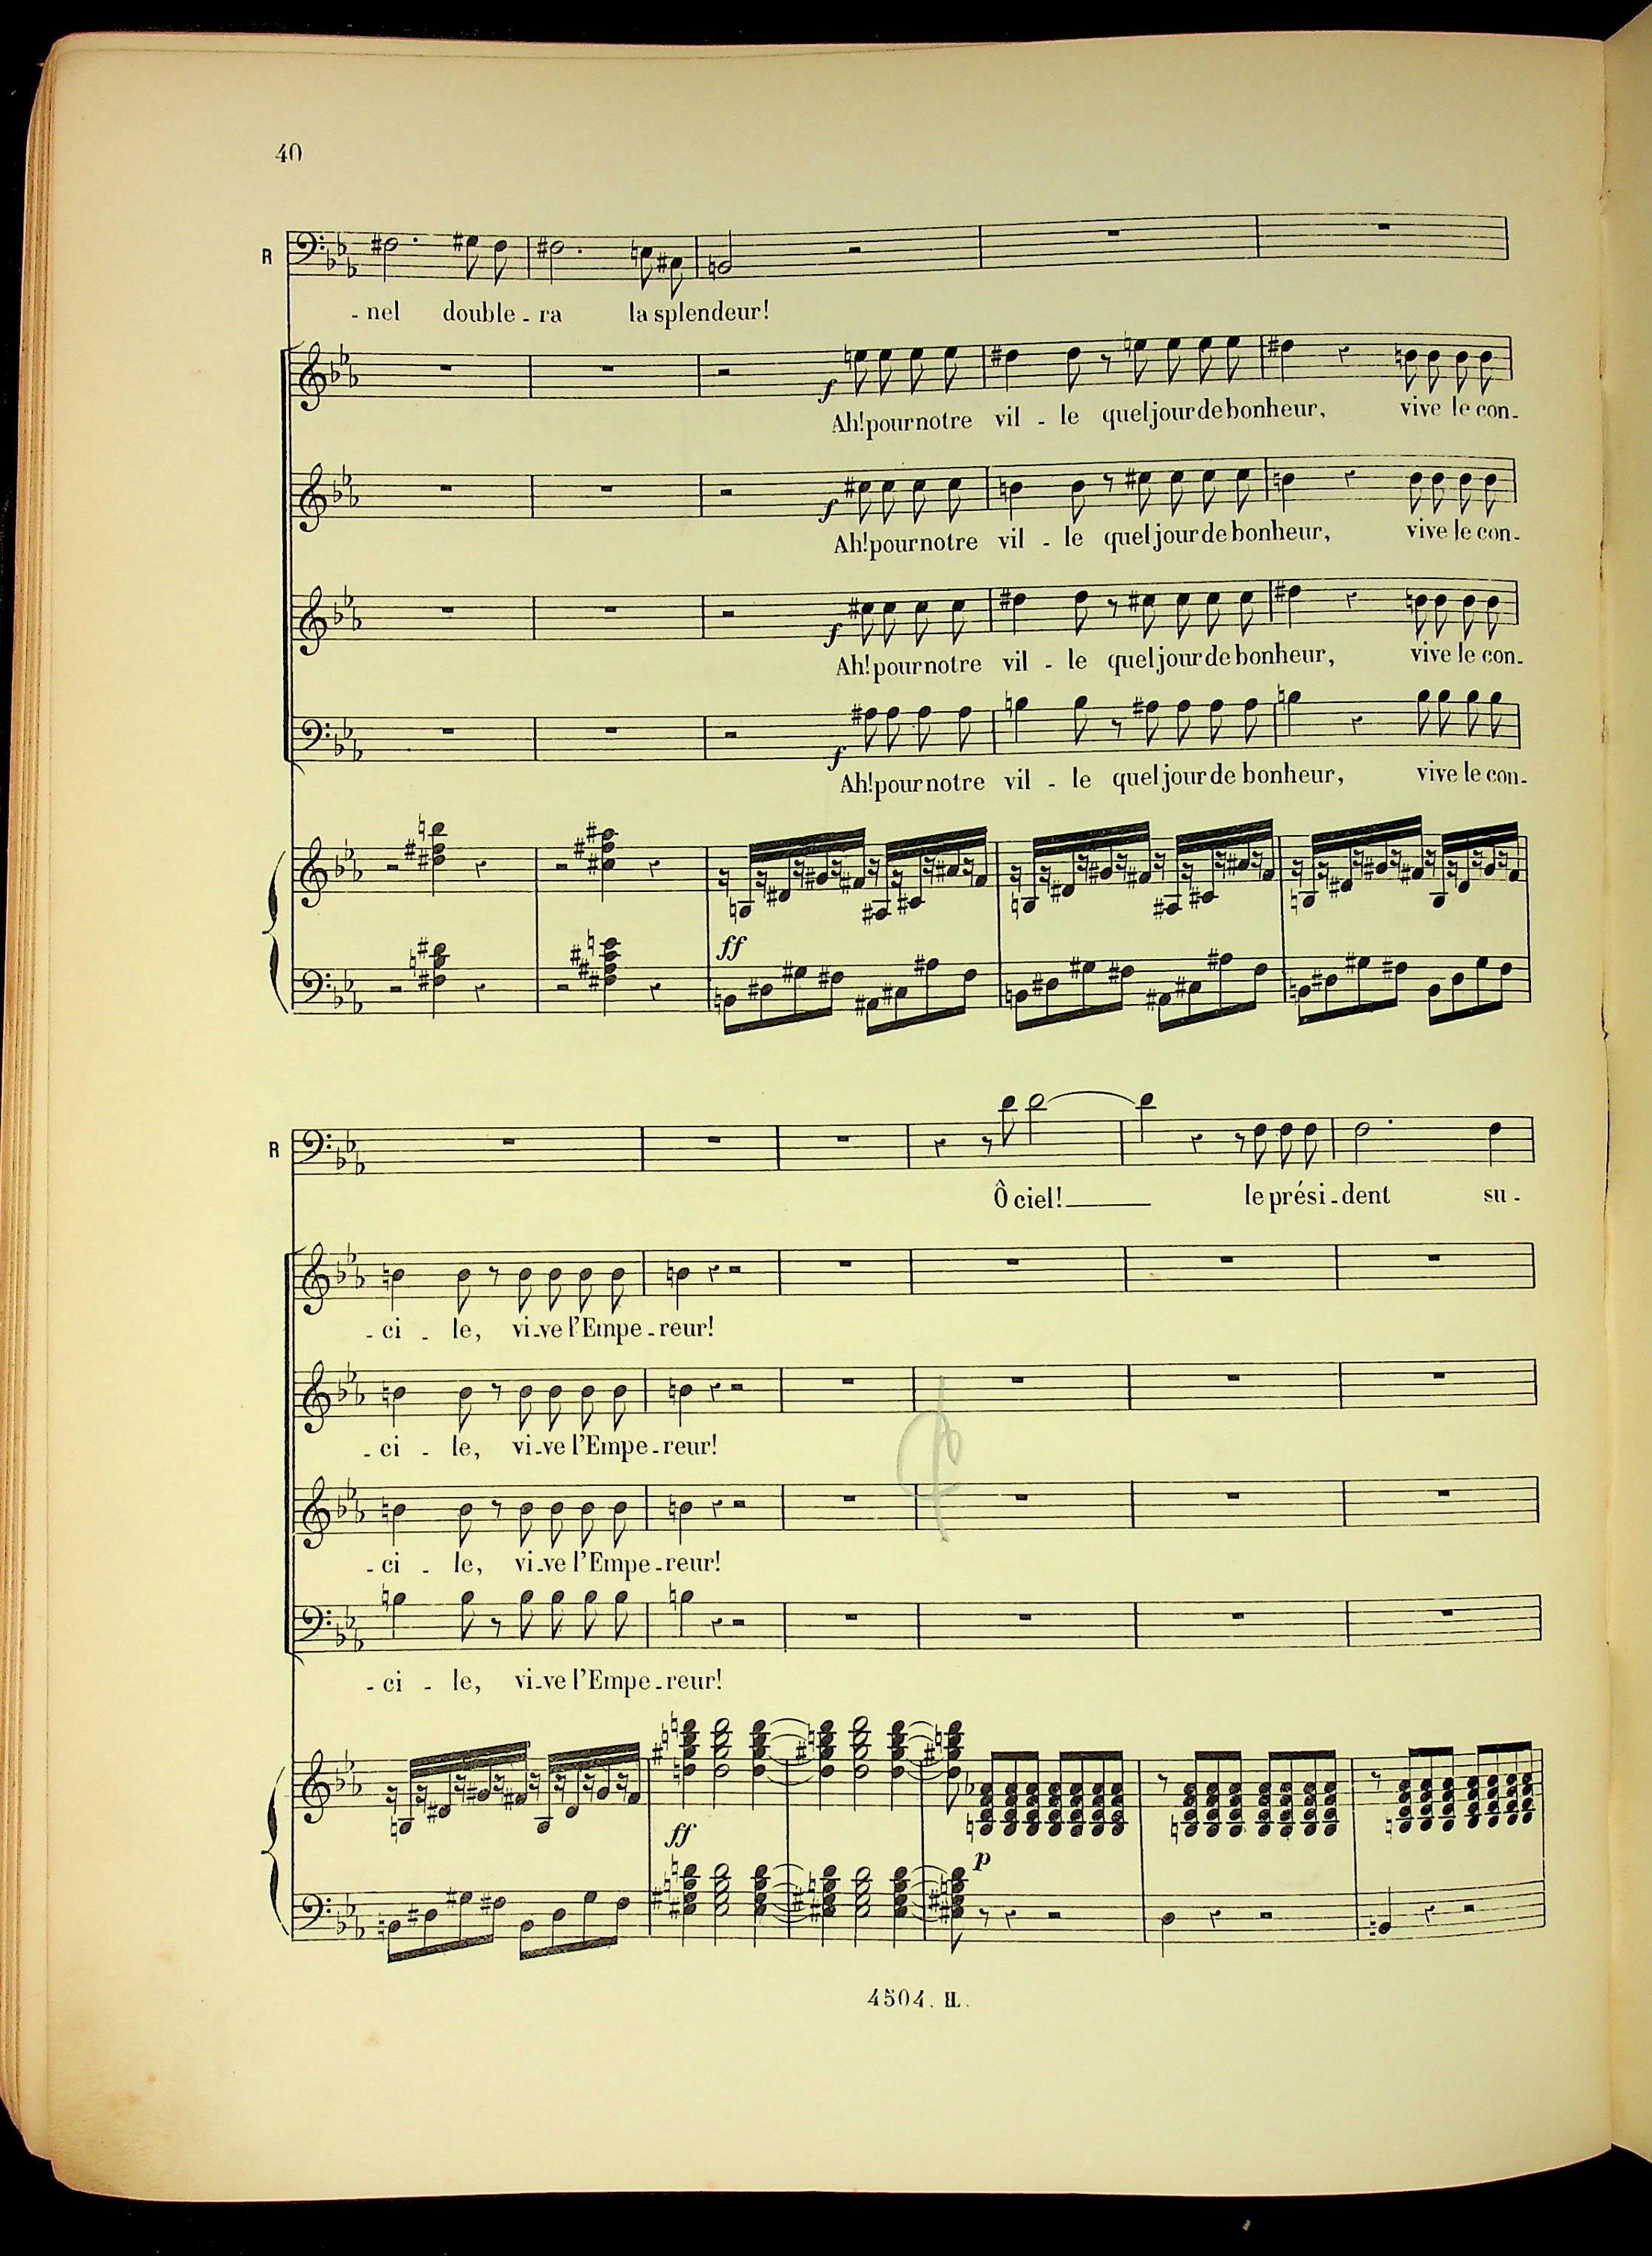 40
R
- nel double - ra la splendeur!
f
Ah! pour notre vil - le quel jour de bonheur, vive le con -
f
Ah! pour notre vil - le quel jour de bonheur, vive le con -
f
Ah! pour notre vil - le quel jour de bonheur, vive le con -
f
Ah! pour notre vil - le quel jour de bonheur, vive le con -
ff
R
Ô ciel! le prési - dent su -
- ci - le, vi - ve l'Empe - reur!
- ci - le, vi - ve l'Empe - reur!
- ci - le, vi - ve l'Empe - reur!
- ci - le, vi - ve l'Empe - reur!
ff p
4504. H.